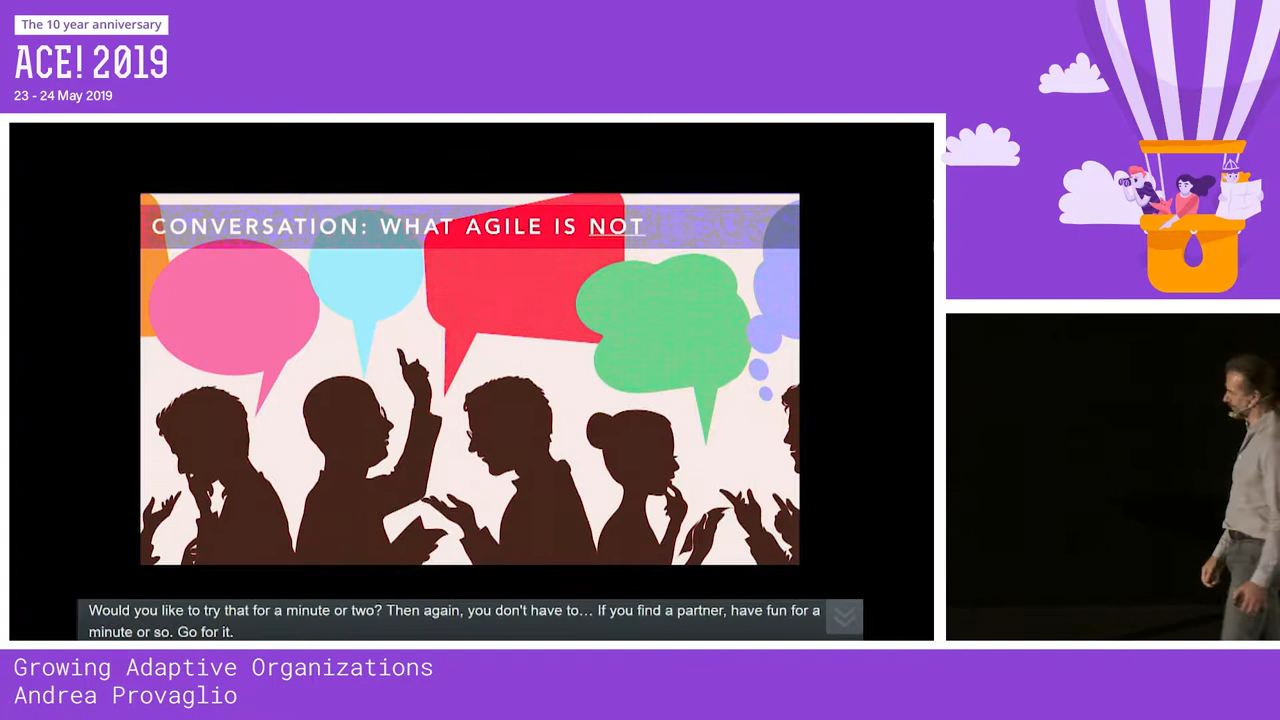 The 10 year anniversary
ACE! 2019
23 - 24 May 2019
CONVERSATION: WHAT AGILE IS NOT
Would you like to try that for a minute or two? Then again, you don't have to... If you find a partner, have fun for a
minute or so. Go for it.
Growing Adaptive Organizations
Andrea Provaglio